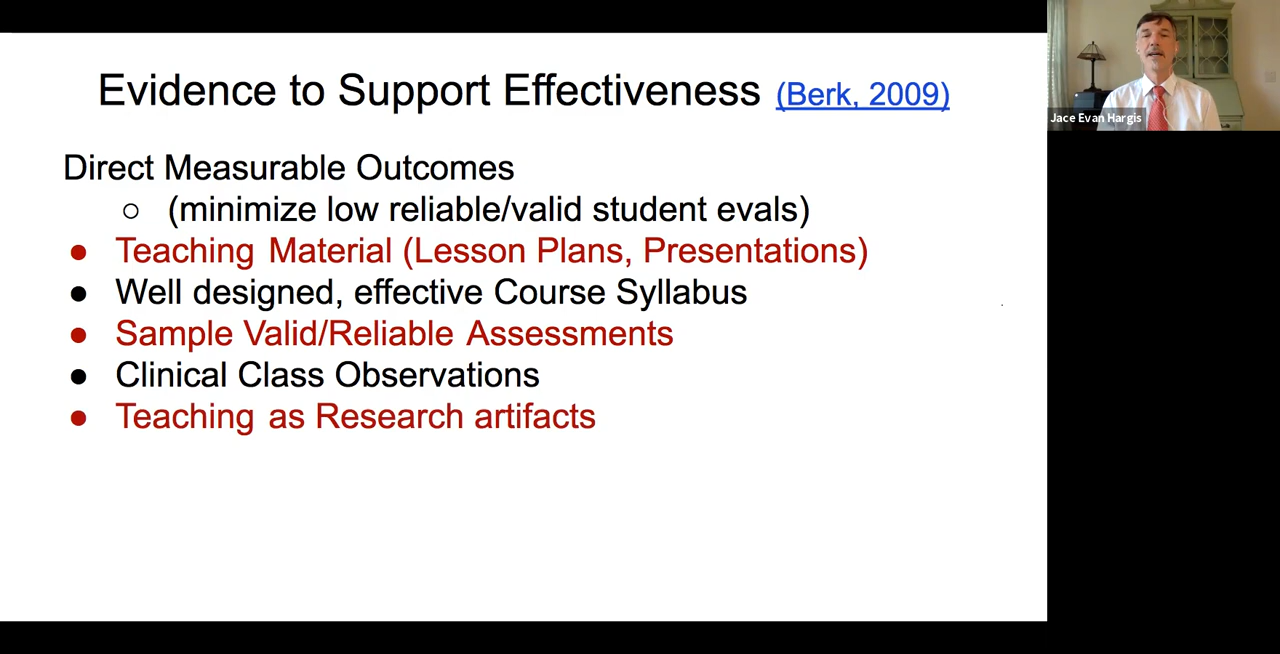 Evidence to Support Effectiveness (Berk, 2009)
Direct Measurable Outcomes
○ (minimize low reliable/valid student evals)
● Teaching Material (Lesson Plans, Presentations)
● Well designed, effective Course Syllabus
● Sample Valid/Reliable Assessments
● Clinical Class Observations
● Teaching as Research artifacts
Jace Evan Hargis